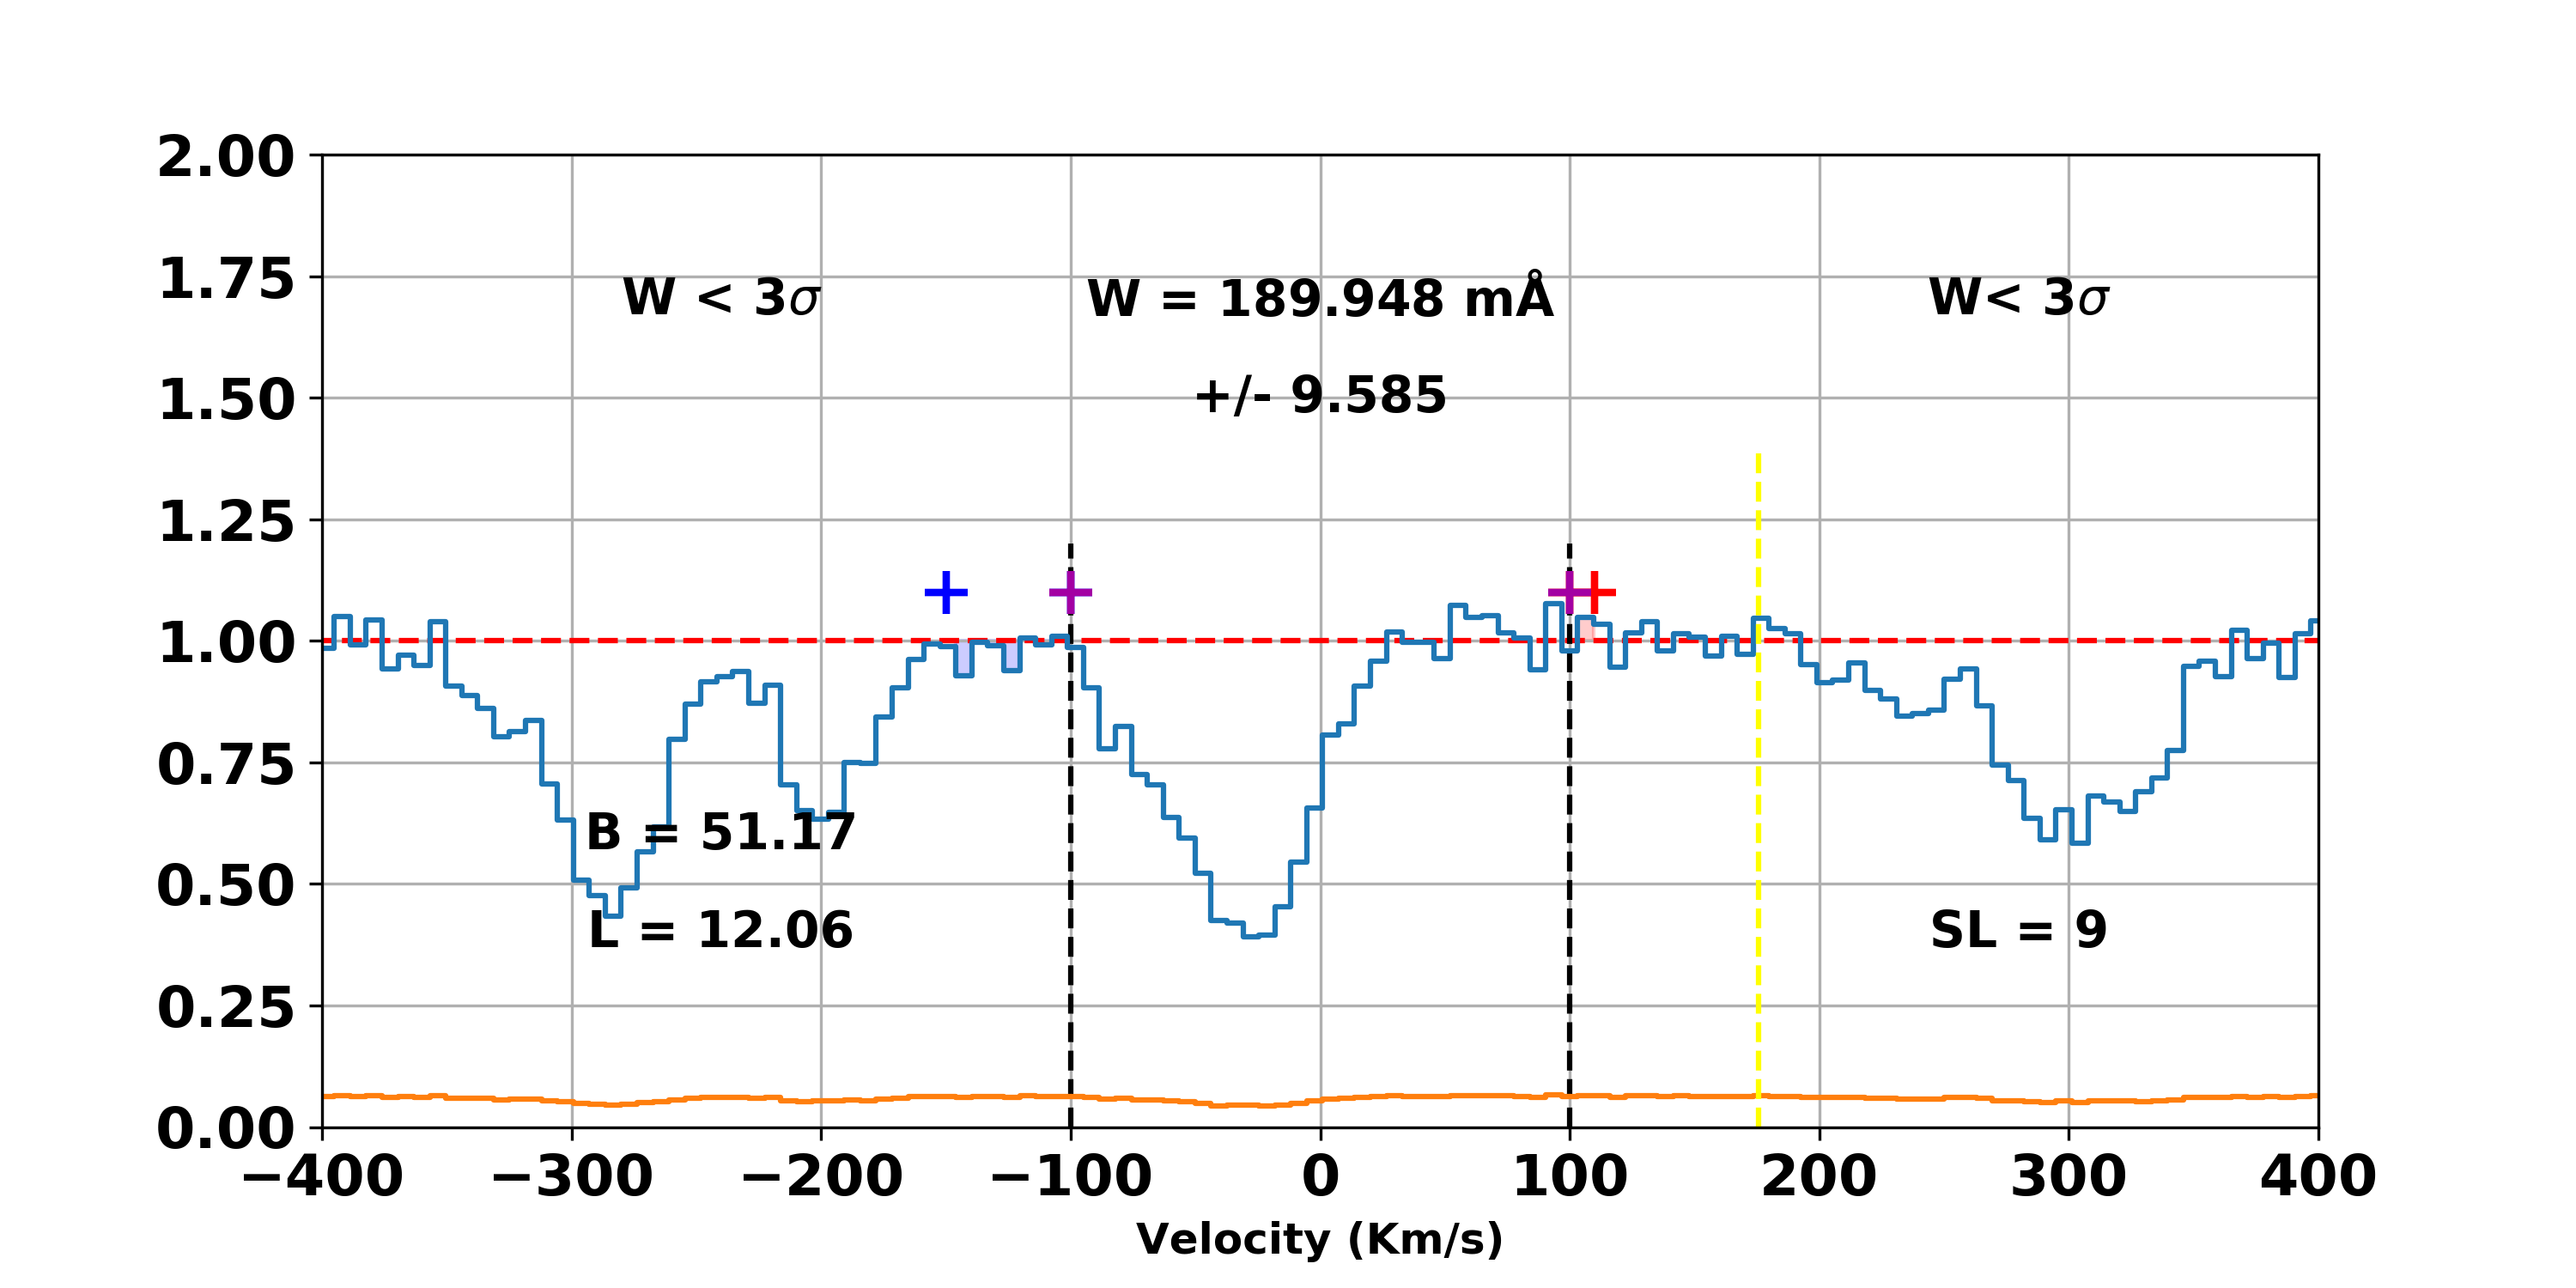 2.00
1.75
1.50
1.25
1.00
0.75
0.50
0.25
0.00
W < 3σ
W = 189.948 mÅ
+/- 9.585
W< 3σ
B = 51.17
L = 12.06
SL = 9
−400 −300 −200 −100 0 100 200 300 400
Velocity (Km/s)